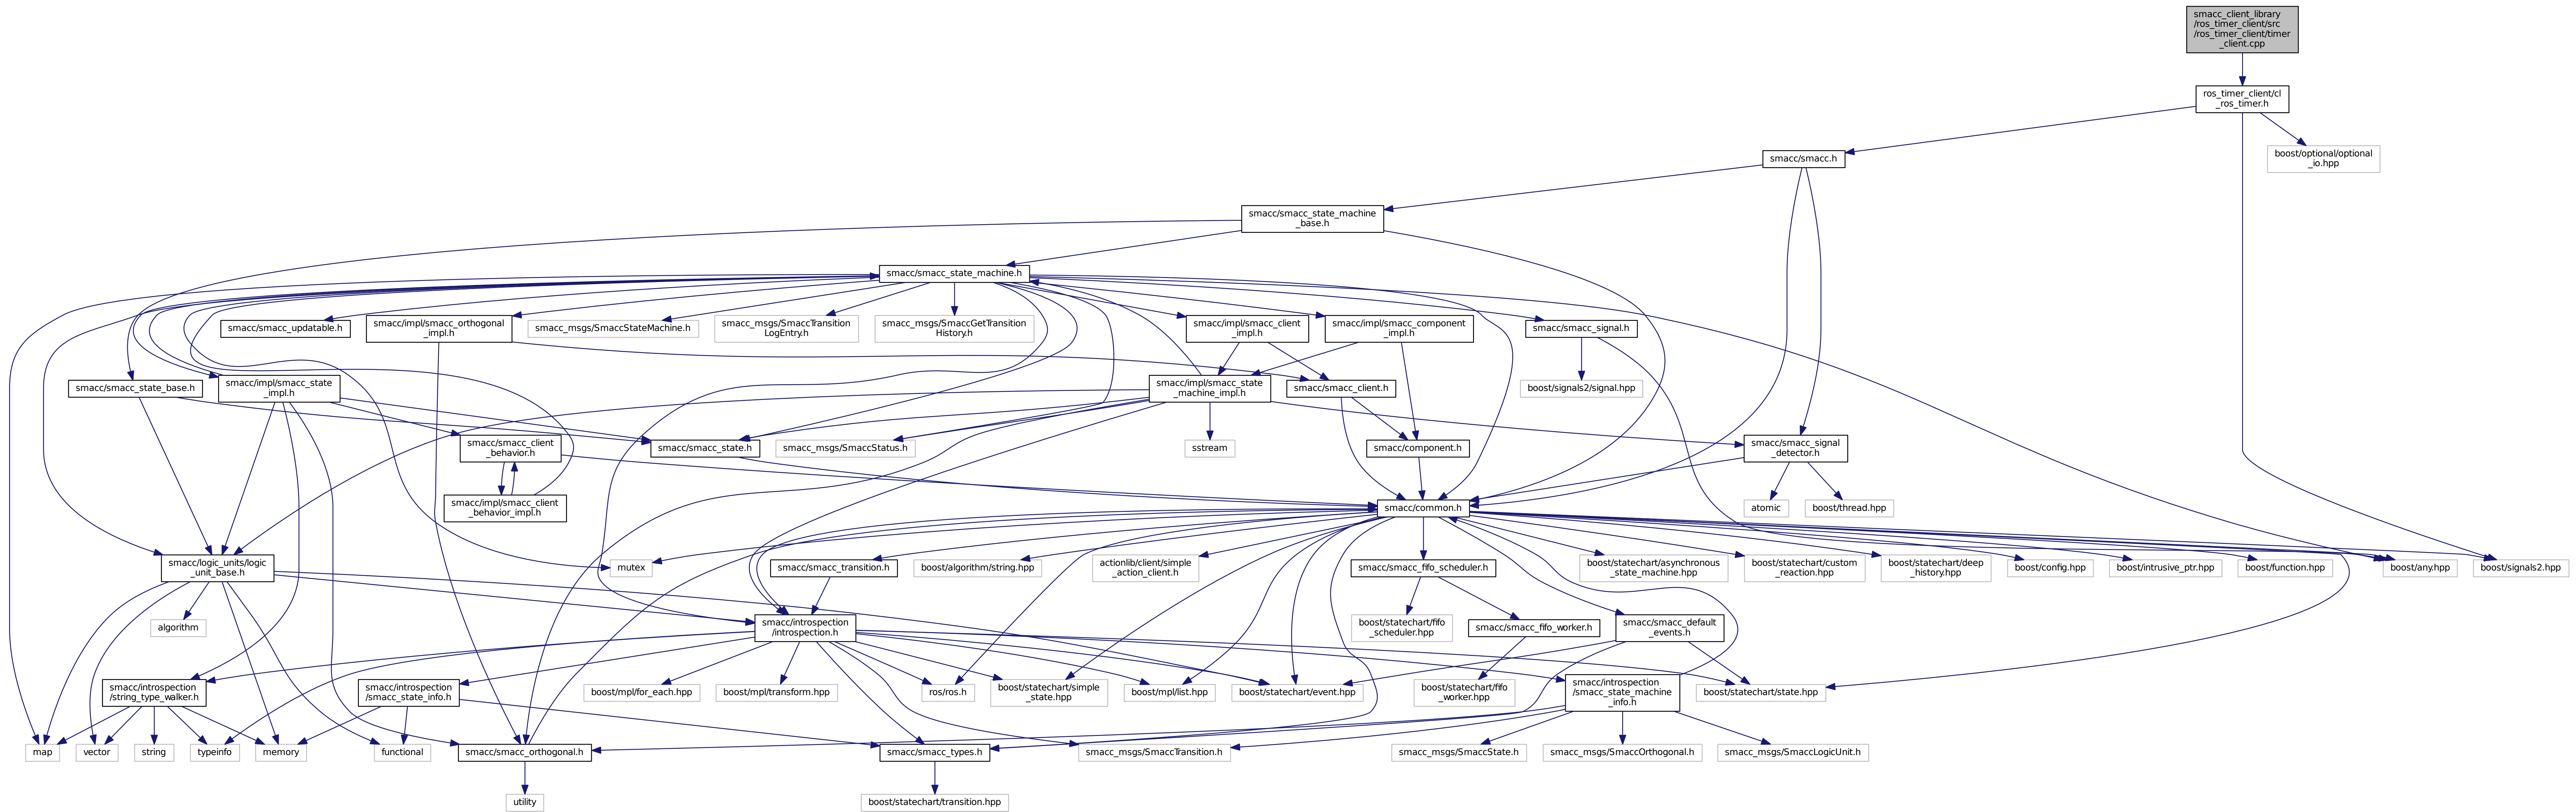 smacc_client_library
/ros_timer_client/src
/ros_timer_client/timer
_client.cpp
ros_timer_client/cl
_ros_timer.h
smacc/smacc.h
boost/optional/optional
_io.hpp
smacc/smacc_state_machine
_base.h
smacc/smacc_state_machine.h
smacc/smacc_updatable.h
smacc/impl/smacc_orthogonal
_impl.h
smacc_msgs/SmaccStateMachine.h
smacc_msgs/SmaccTransition
LogEntry.h
smacc_msgs/SmaccGetTransition
History.h
smacc/impl/smacc_client
_impl.h
smacc/impl/smacc_component
_impl.h
smacc/smacc_signal.h
smacc/smacc_state_base.h
smacc/impl/smacc_state
_impl.h
smacc/impl/smacc_state
_machine_impl.h
smacc/smacc_client.h
boost/signals2/signal.hpp
smacc/smacc_client
_behavior.h
smacc/smacc_state.h
smacc_msgs/SmaccStatus.h
sstream
smacc/component.h
smacc/smacc_signal
_detector.h
smacc/impl/smacc_client
_behavior_impl.h
smacc/common.h
atomic
boost/thread.hpp
smacc/logic_units/logic
_unit_base.h
mutex
smacc/smacc_transition.h
boost/algorithm/string.hpp
actionlib/client/simple
_action_client.h
smacc/smacc_fifo_scheduler.h
boost/statechart/asynchronous
_state_machine.hpp
boost/statechart/custom
_reaction.hpp
boost/statechart/deep
_history.hpp
boost/config.hpp
boost/intrusive_ptr.hpp
boost/function.hpp
boost/any.hpp
boost/signals2.hpp
algorithm
smacc/introspection
/introspection.h
boost/statechart/fifo
_scheduler.hpp
smacc/smacc_fifo_worker.h
smacc/smacc_default
_events.h
smacc/introspection
/string_type_walker.h
smacc/introspection
/smacc_state_info.h
boost/mpl/for_each.hpp
boost/mpl/transform.hpp
ros/ros.h
boost/statechart/simple
_state.hpp
boost/mpl/list.hpp
boost/statechart/event.hpp
boost/statechart/fifo
_worker.hpp
smacc/introspection
/smacc_state_machine
_info.h
boost/statechart/state.hpp
map
vector
string
typeinfo
memory
functional
smacc/smacc_orthogonal.h
smacc/smacc_types.h
smacc_msgs/SmaccTransition.h
smacc_msgs/SmaccState.h
smacc_msgs/SmaccOrthogonal.h
smacc_msgs/SmaccLogicUnit.h
utility
boost/statechart/transition.hpp